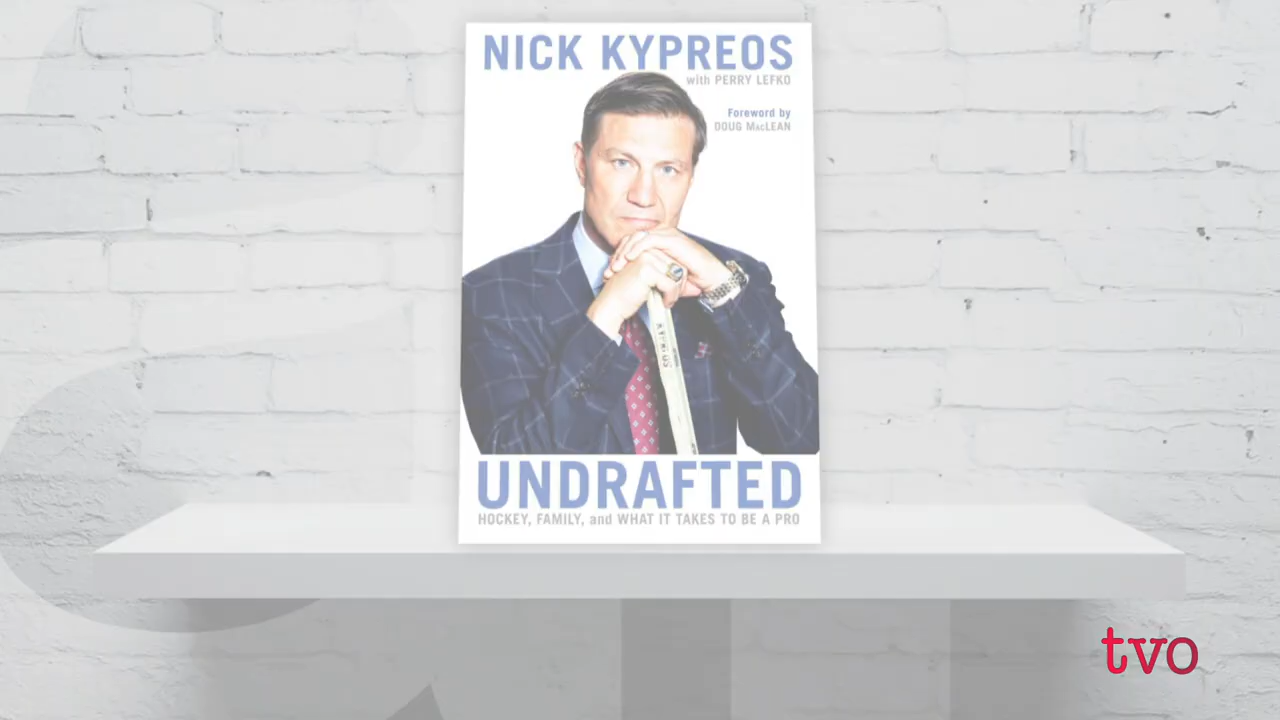 NICK KYPREOS
with PERRY LEFKO
Foreword by
DOUG MACLEAN
KYPREOS
UNDRAFTED
HOCKEY, FAMILY, and WHAT IT TAKES TO BE A PRO
tvo